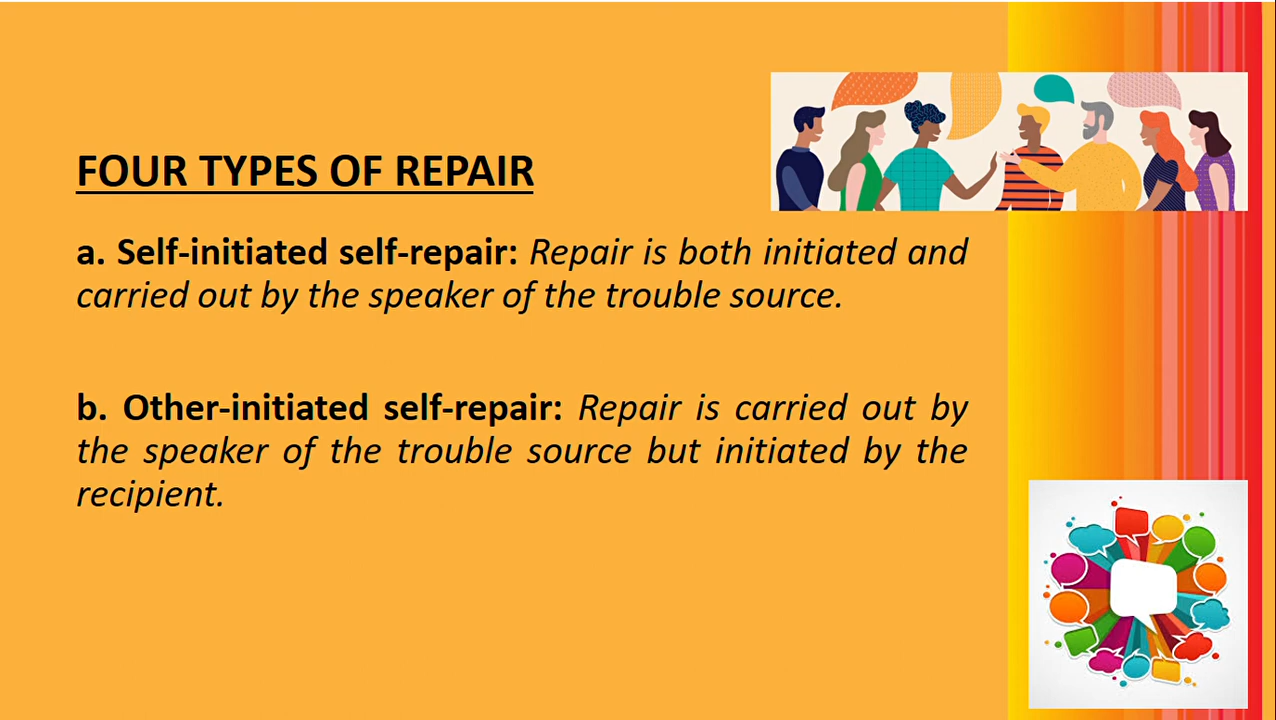 FOUR TYPES OF REPAIR
a. Self-initiated self-repair: Repair is both initiated and
carried out by the speaker of the trouble source.
b. Other-initiated self-repair: Repair is carried out by
the speaker of the trouble source but initiated by the
recipient.